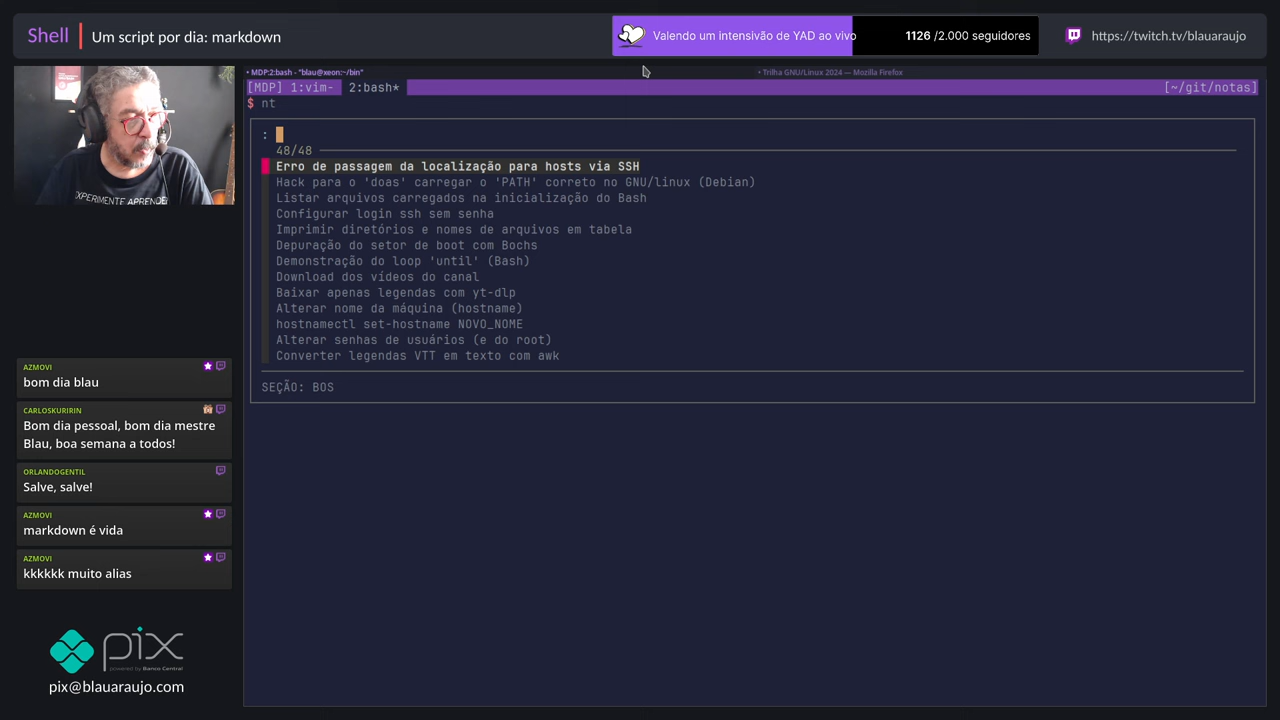 Shell
Um script por dia: markdown
Valendo um intensivão de YAD ao vivo
1126 /2.000 seguidores
https://twitch.tv/blauaraujo
• MDP:2:bash - "blau@xeon:~/bin"
• Trilha GNU/Linux 2024 — Mozilla Firefox
[MDP] 1:vim- 2:bash*
[~/git/notas]
$ nt
:
48/48
Erro de passagem da localização para hosts via SSH
Hack para o 'doas' carregar o 'PATH' correto no GNU/linux (Debian)
Listar arquivos carregados na inicialização do Bash
Configurar login ssh sem senha
Imprimir diretórios e nomes de arquivos em tabela
Depuração do setor de boot com Bochs
Demonstração do loop 'until' (Bash)
Download dos vídeos do canal
Baixar apenas legendas com yt-dlp
Alterar nome da máquina (hostname)
hostnamectl set-hostname NOVO_NOME
Alterar senhas de usuários (e do root)
Converter legendas VTT em texto com awk
SEÇÃO: BOS
EXPERIMENTE APRENDER
AZMOVI
bom dia blau
CARLOSKURIRIN
Bom dia pessoal, bom dia mestre
Blau, boa semana a todos!
ORLANDOGENTIL
Salve, salve!
AZMOVI
markdown é vida
AZMOVI
kkkkkk muito alias
pix
powered by Banco Central
pix@blauaraujo.com